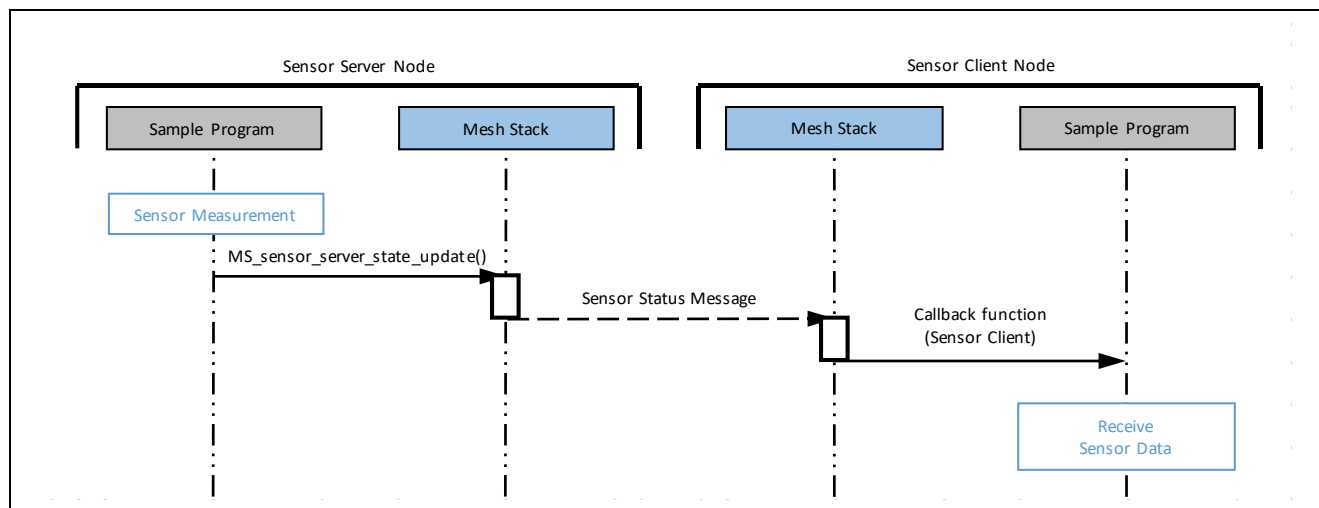 Sensor Server Node
Sensor Client Node
Sample Program
Mesh Stack
Mesh Stack
Sample Program
Sensor Measurement
MS_sensor_server_state_update()
Sensor Status Message
Callback function
(Sensor Client)
Receive
Sensor Data